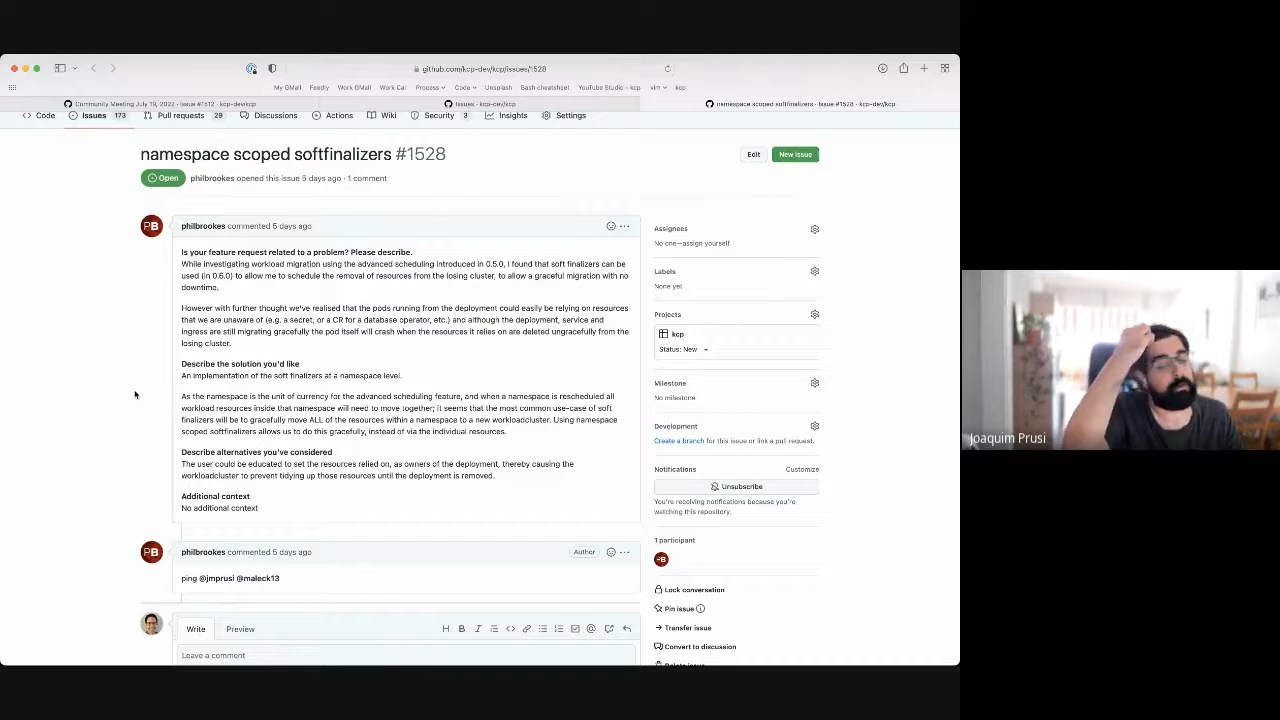 github.com/kcp-dev/kcp/issues/1528
My GMail Feedly Work GMail Work Cal Process Code Unsplash Bash cheatsheet YouTube Studio - kcp vim kcp
Community Meeting July 19, 2022 · Issue #1512 · kcp-dev/kcp
Issues · kcp-dev/kcp
namespace scoped softfinalizers · Issue #1528 · kcp-dev/kcp
Code Issues 173 Pull requests 29 Discussions Actions Wiki Security 3 Insights Settings
namespace scoped softfinalizers #1528
Edit New issue
Open philbrookes opened this issue 5 days ago · 1 comment
PB philbrookes commented 5 days ago
Is your feature request related to a problem? Please describe.
While investigating workload migration using the advanced scheduling introduced in 0.5.0, I found that soft finalizers can be
used (in 0.6.0) to allow me to schedule the removal of resources from the losing cluster, to allow a graceful migration with no
downtime.
However with further thought we've realised that the pods running from the deployment could easily be relying on resources
that we are unaware of (e.g. a secret, or a CR for a database operator, etc.) and although the deployment, service and
ingress are still migrating gracefully the pod itself will crash when the resources it relies on are deleted ungracefully from the
losing cluster.
Describe the solution you'd like
An implementation of the soft finalizers at a namespace level.
As the namespace is the unit of currency for the advanced scheduling feature, and when a namespace is rescheduled all
workload resources inside that namespace will need to move together; it seems that the most common use-case of soft
finalizers will be to gracefully move ALL of the resources within a namespace to a new workloadcluster. Using namespace
scoped softfinalizers allows us to do this gracefully, instead of via the individual resources.
Describe alternatives you've considered
The user could be educated to set the resources relied on, as owners of the deployment, thereby causing the
workloadcluster to prevent tidying up those resources until the deployment is removed.
Additional context
No additional context
PB philbrookes commented 5 days ago Author
ping @jmprusi @maleck13
Write Preview
Leave a comment
Assignees
No one—assign yourself
Labels
None yet
Projects
kcp
Status: New
Milestone
No milestone
Development
Create a branch for this issue or link a pull request.
Notifications Customize
Unsubscribe
You're receiving notifications because you're
watching this repository.
1 participant
PB
Lock conversation
Pin issue
Transfer issue
Convert to discussion
Delete issue
Joaquim Prusi